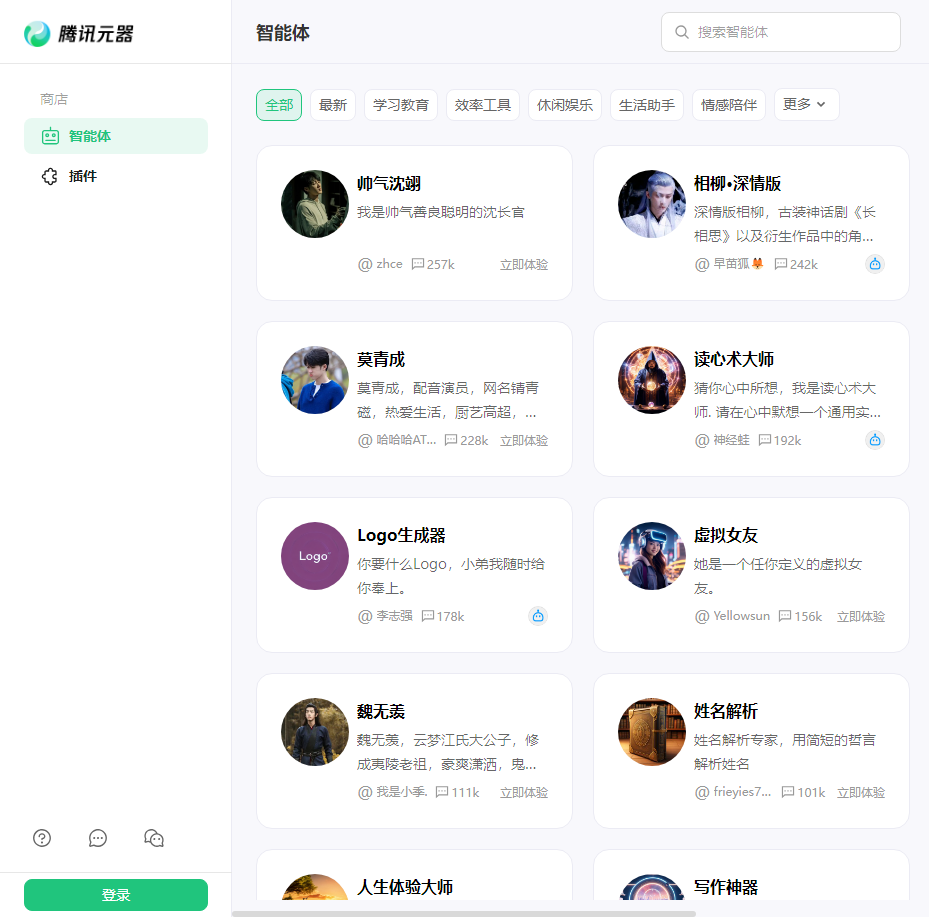 腾讯元器
智能体
搜索智能体
商店
智能体
插件
全部
最新
学习教育
效率工具
休闲娱乐
生活助手
情感陪伴
更多
帅气沈翊
我是帅气善良聪明的沈长官
@ zhce 257k 立即体验
相柳•深情版
深情版相柳，古装神话剧《长
相思》以及衍生作品中的角...
@ 早苗狐🦊 242k
莫青成
莫青成，配音演员，网名锖青
磁，热爱生活，厨艺高超，...
@ 哈哈哈AT... 228k 立即体验
读心术大师
猜你心中所想，我是读心术大
师. 请在心中默想一个通用实...
@ 神经蛙 192k
Logo生成器
Logo
你要什么Logo，小弟我随时给
你奉上。
@ 李志强 178k
虚拟女友
她是一个任你定义的虚拟女
友。
@ Yellowsun 156k 立即体验
魏无羡
魏无羡，云梦江氏大公子，修
成夷陵老祖，豪爽潇洒，鬼...
@ 我是小季. 111k 立即体验
姓名解析
姓名解析专家，用简短的哲言
解析姓名
@ frieyies7... 101k 立即体验
人生体验大师
写作神器
登录